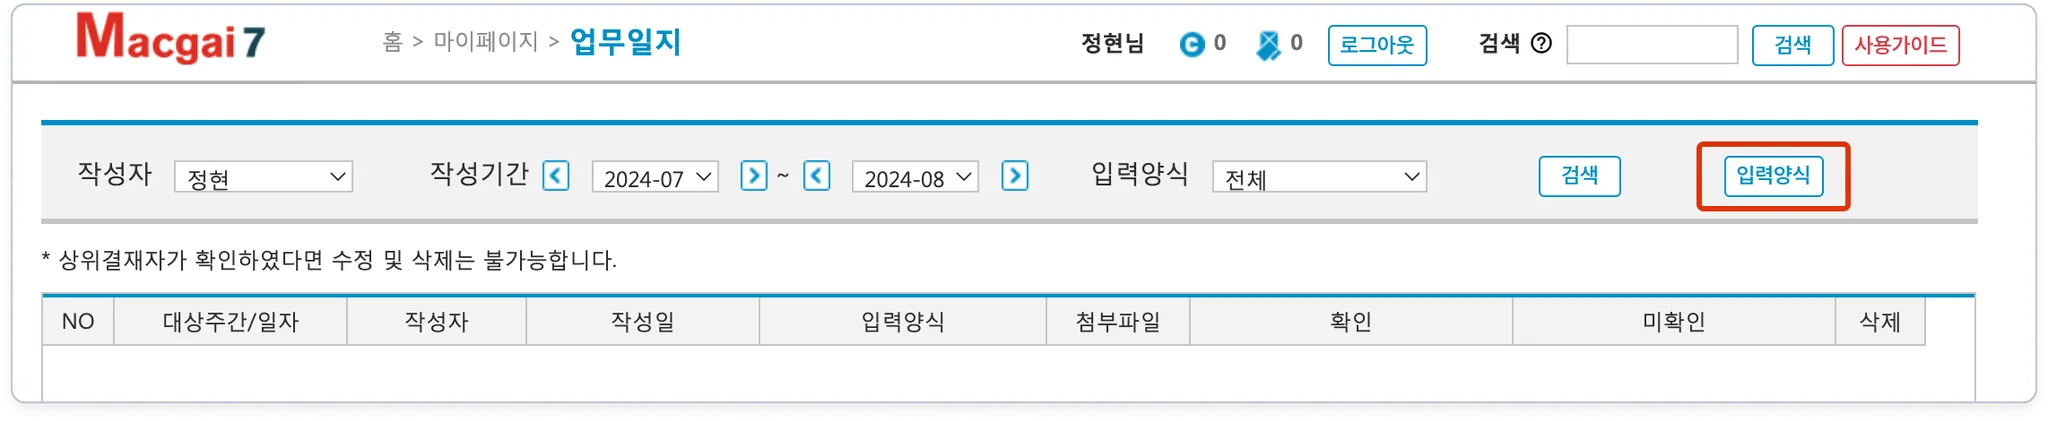 Macgai 7
홈 > 마이페이지 > 업무일지
정현님 C 0 0 로그아웃 검색 ? 검색 사용가이드
작성자 정현 작성기간 < 2024-07 > ~ < 2024-08 > 입력양식 전체 검색 입력양식
* 상위결재자가 확인하였다면 수정 및 삭제는 불가능합니다.
NO 대상주간/일자 작성자 작성일 입력양식 첨부파일 확인 미확인 삭제